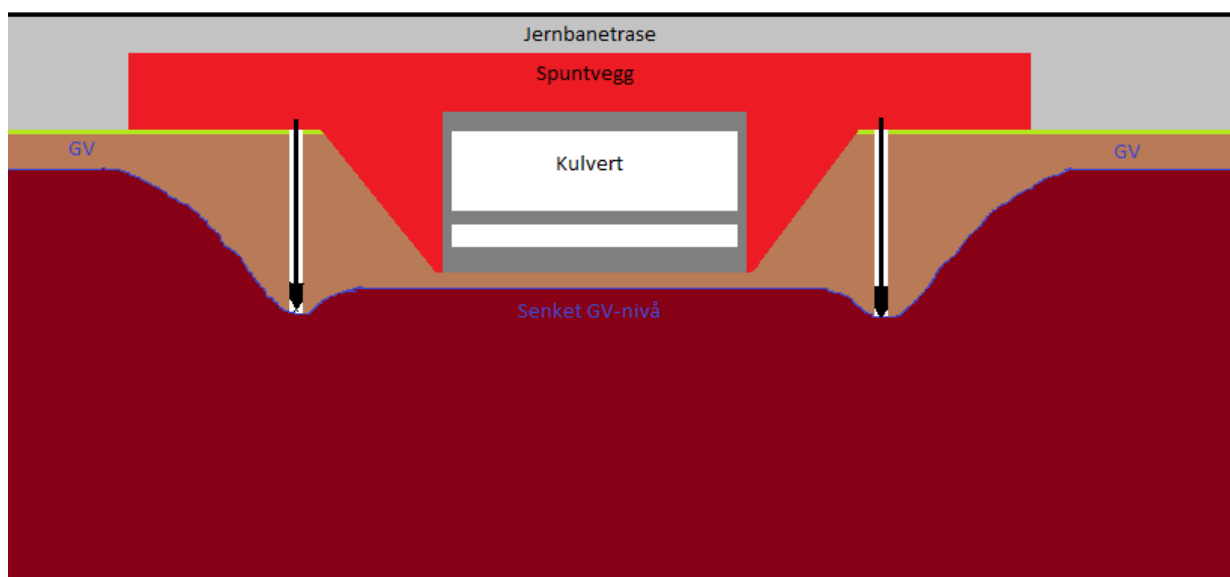 Jernbanetrase
Spuntvegg
GV
GV
Kulvert
Senket GV-nivå